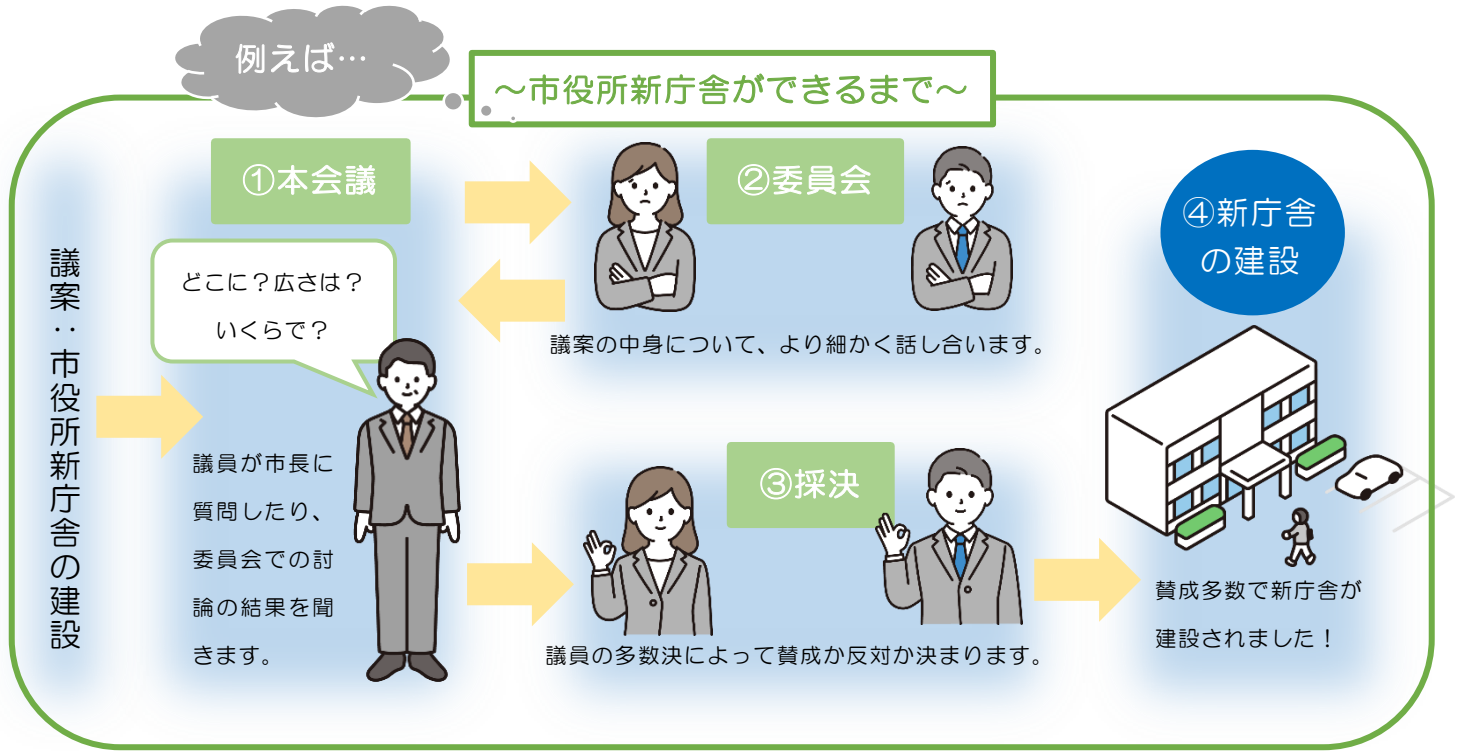 例えば…
～市役所新庁舎ができるまで～
議案：市役所新庁舎の建設
①本会議
どこに？広さは？
いくらで？
議員が市長に
質問したり、
委員会での討
論の結果を聞
きます。
②委員会
議案の中身について、より細かく話し合います。
③採決
議員の多数決によって賛成か反対か決まります。
④新庁舎
の建設
賛成多数で新庁舎が
建設されました！